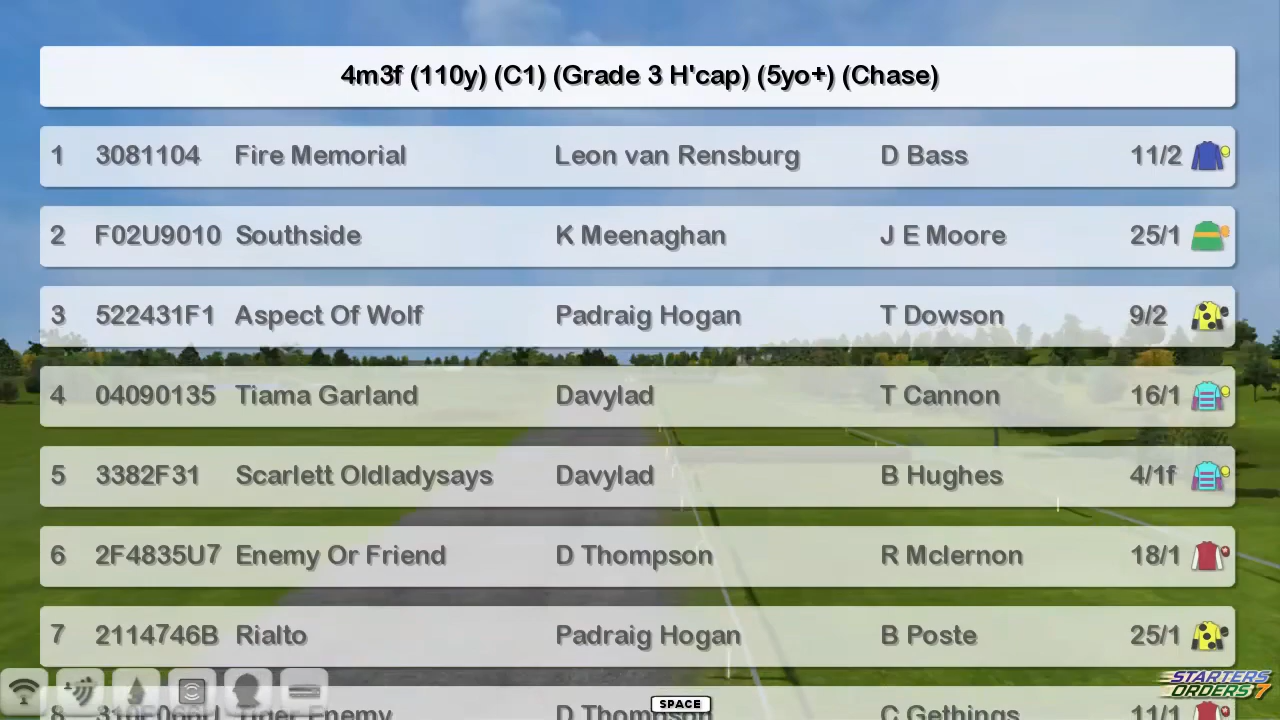 4m3f (110y) (C1) (Grade 3 H'cap) (5yo+) (Chase)
1 3081104 Fire Memorial Leon van Rensburg D Bass 11/2
2 F02U9010 Southside K Meenaghan J E Moore 25/1
3 522431F1 Aspect Of Wolf Padraig Hogan T Dowson 9/2
4 04090135 Tiama Garland Davylad T Cannon 16/1
5 3382F31 Scarlett Oldladysays Davylad B Hughes 4/1f
6 2F4835U7 Enemy Or Friend D Thompson R Mclernon 18/1
7 2114746B Rialto Padraig Hogan B Poste 25/1
8 Tiger Enemy D Thompson C Gethings 11/1
SPACE
STARTERS
ORDERS 7